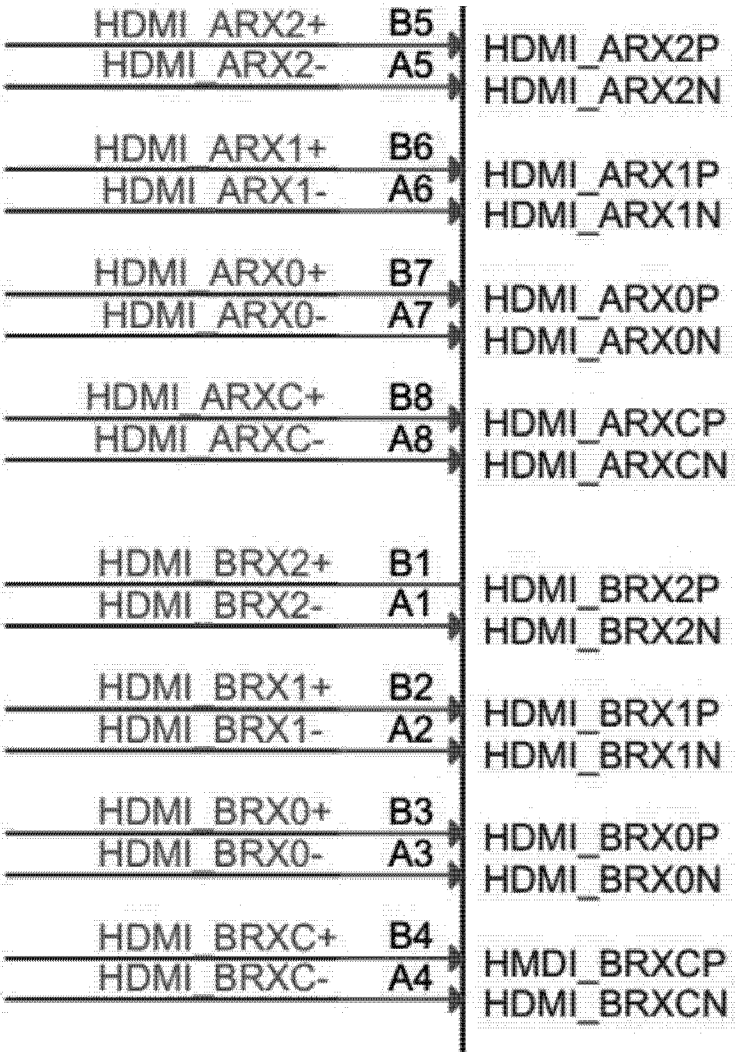 HDMI_ARX2+ B5 HDMI_ARX2P
HDMI_ARX2- A5 HDMI_ARX2N
HDMI_ARX1+ B6 HDMI_ARX1P
HDMI_ARX1- A6 HDMI_ARX1N
HDMI_ARX0+ B7 HDMI_ARX0P
HDMI_ARX0- A7 HDMI_ARX0N
HDMI_ARXC+ B8 HDMI_ARXCP
HDMI_ARXC- A8 HDMI_ARXCN
HDMI_BRX2+ B1 HDMI_BRX2P
HDMI_BRX2- A1 HDMI_BRX2N
HDMI_BRX1+ B2 HDMI_BRX1P
HDMI_BRX1- A2 HDMI_BRX1N
HDMI_BRX0+ B3 HDMI_BRX0P
HDMI_BRX0- A3 HDMI_BRX0N
HDMI_BRXC+ B4 HMDI_BRXCP
HDMI_BRXC- A4 HDMI_BRXCN